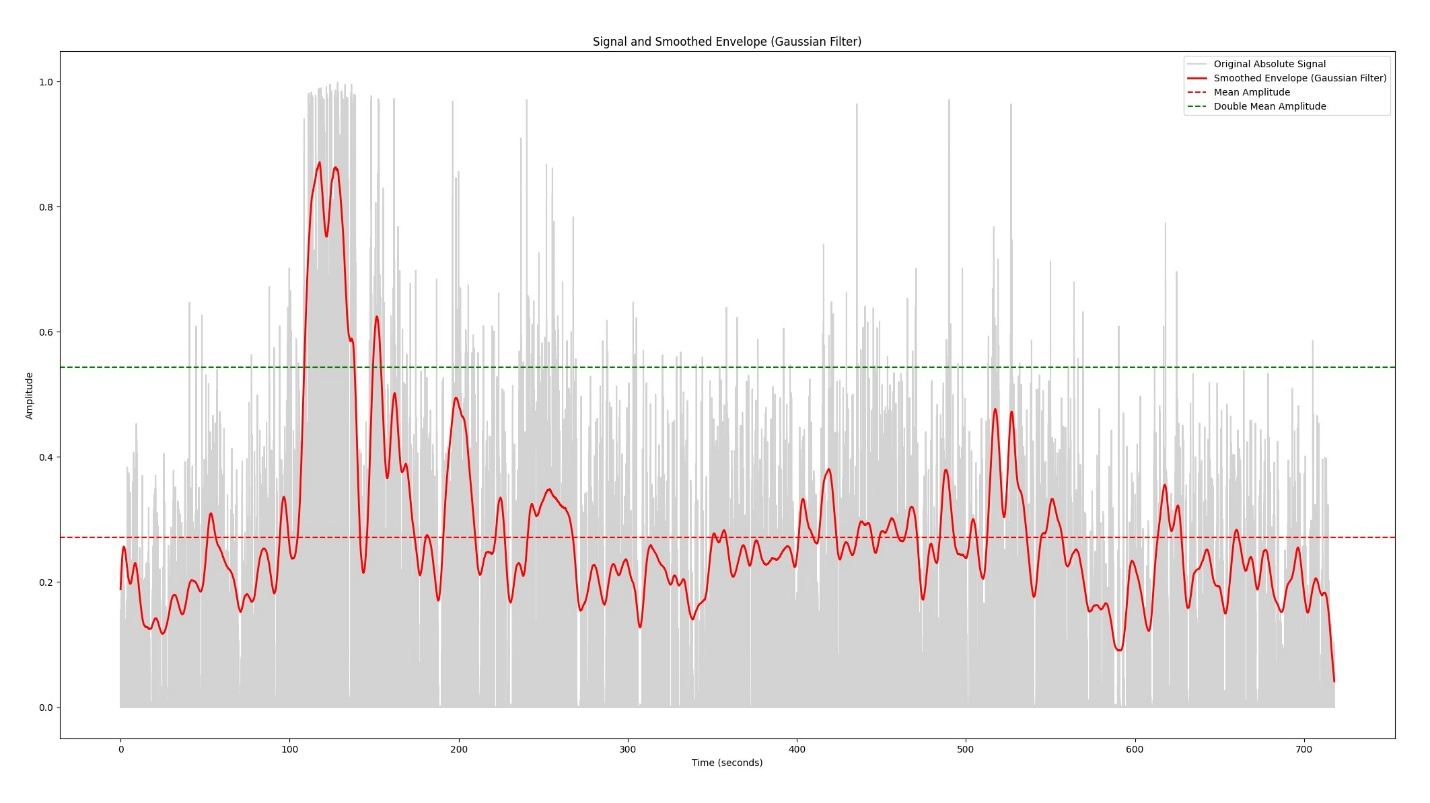 Signal and Smoothed Envelope (Gaussian Filter)
Original Absolute Signal
Smoothed Envelope (Gaussian Filter)
Mean Amplitude
Double Mean Amplitude
1.0
0.8
0.6
0.4
0.2
0.0
Amplitude
0 100 200 300 400 500 600 700
Time (seconds)